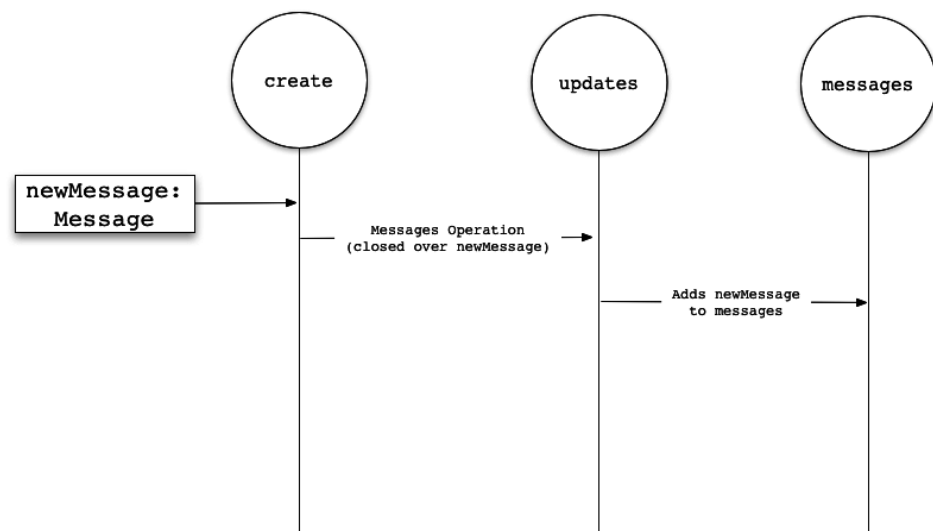 create
updates
messages
newMessage:
Message
Messages Operation
(closed over newMessage)
Adds newMessage
to messages